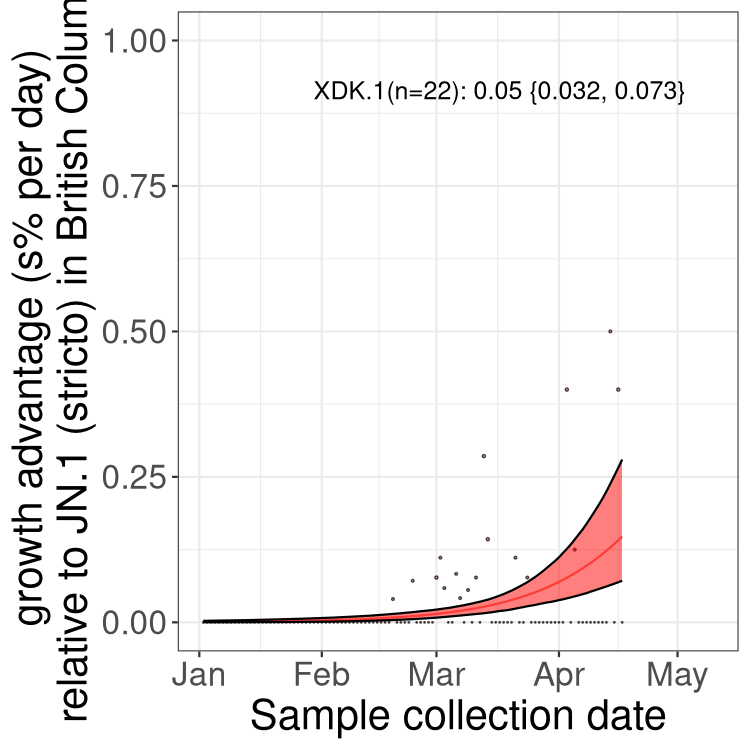 growth advantage (s% per day)
relative to JN.1 (stricto) in British Colum
1.00
0.75
0.50
0.25
0.00
XDK.1(n=22): 0.05 {0.032, 0.073}
Jan Feb Mar Apr May
Sample collection date